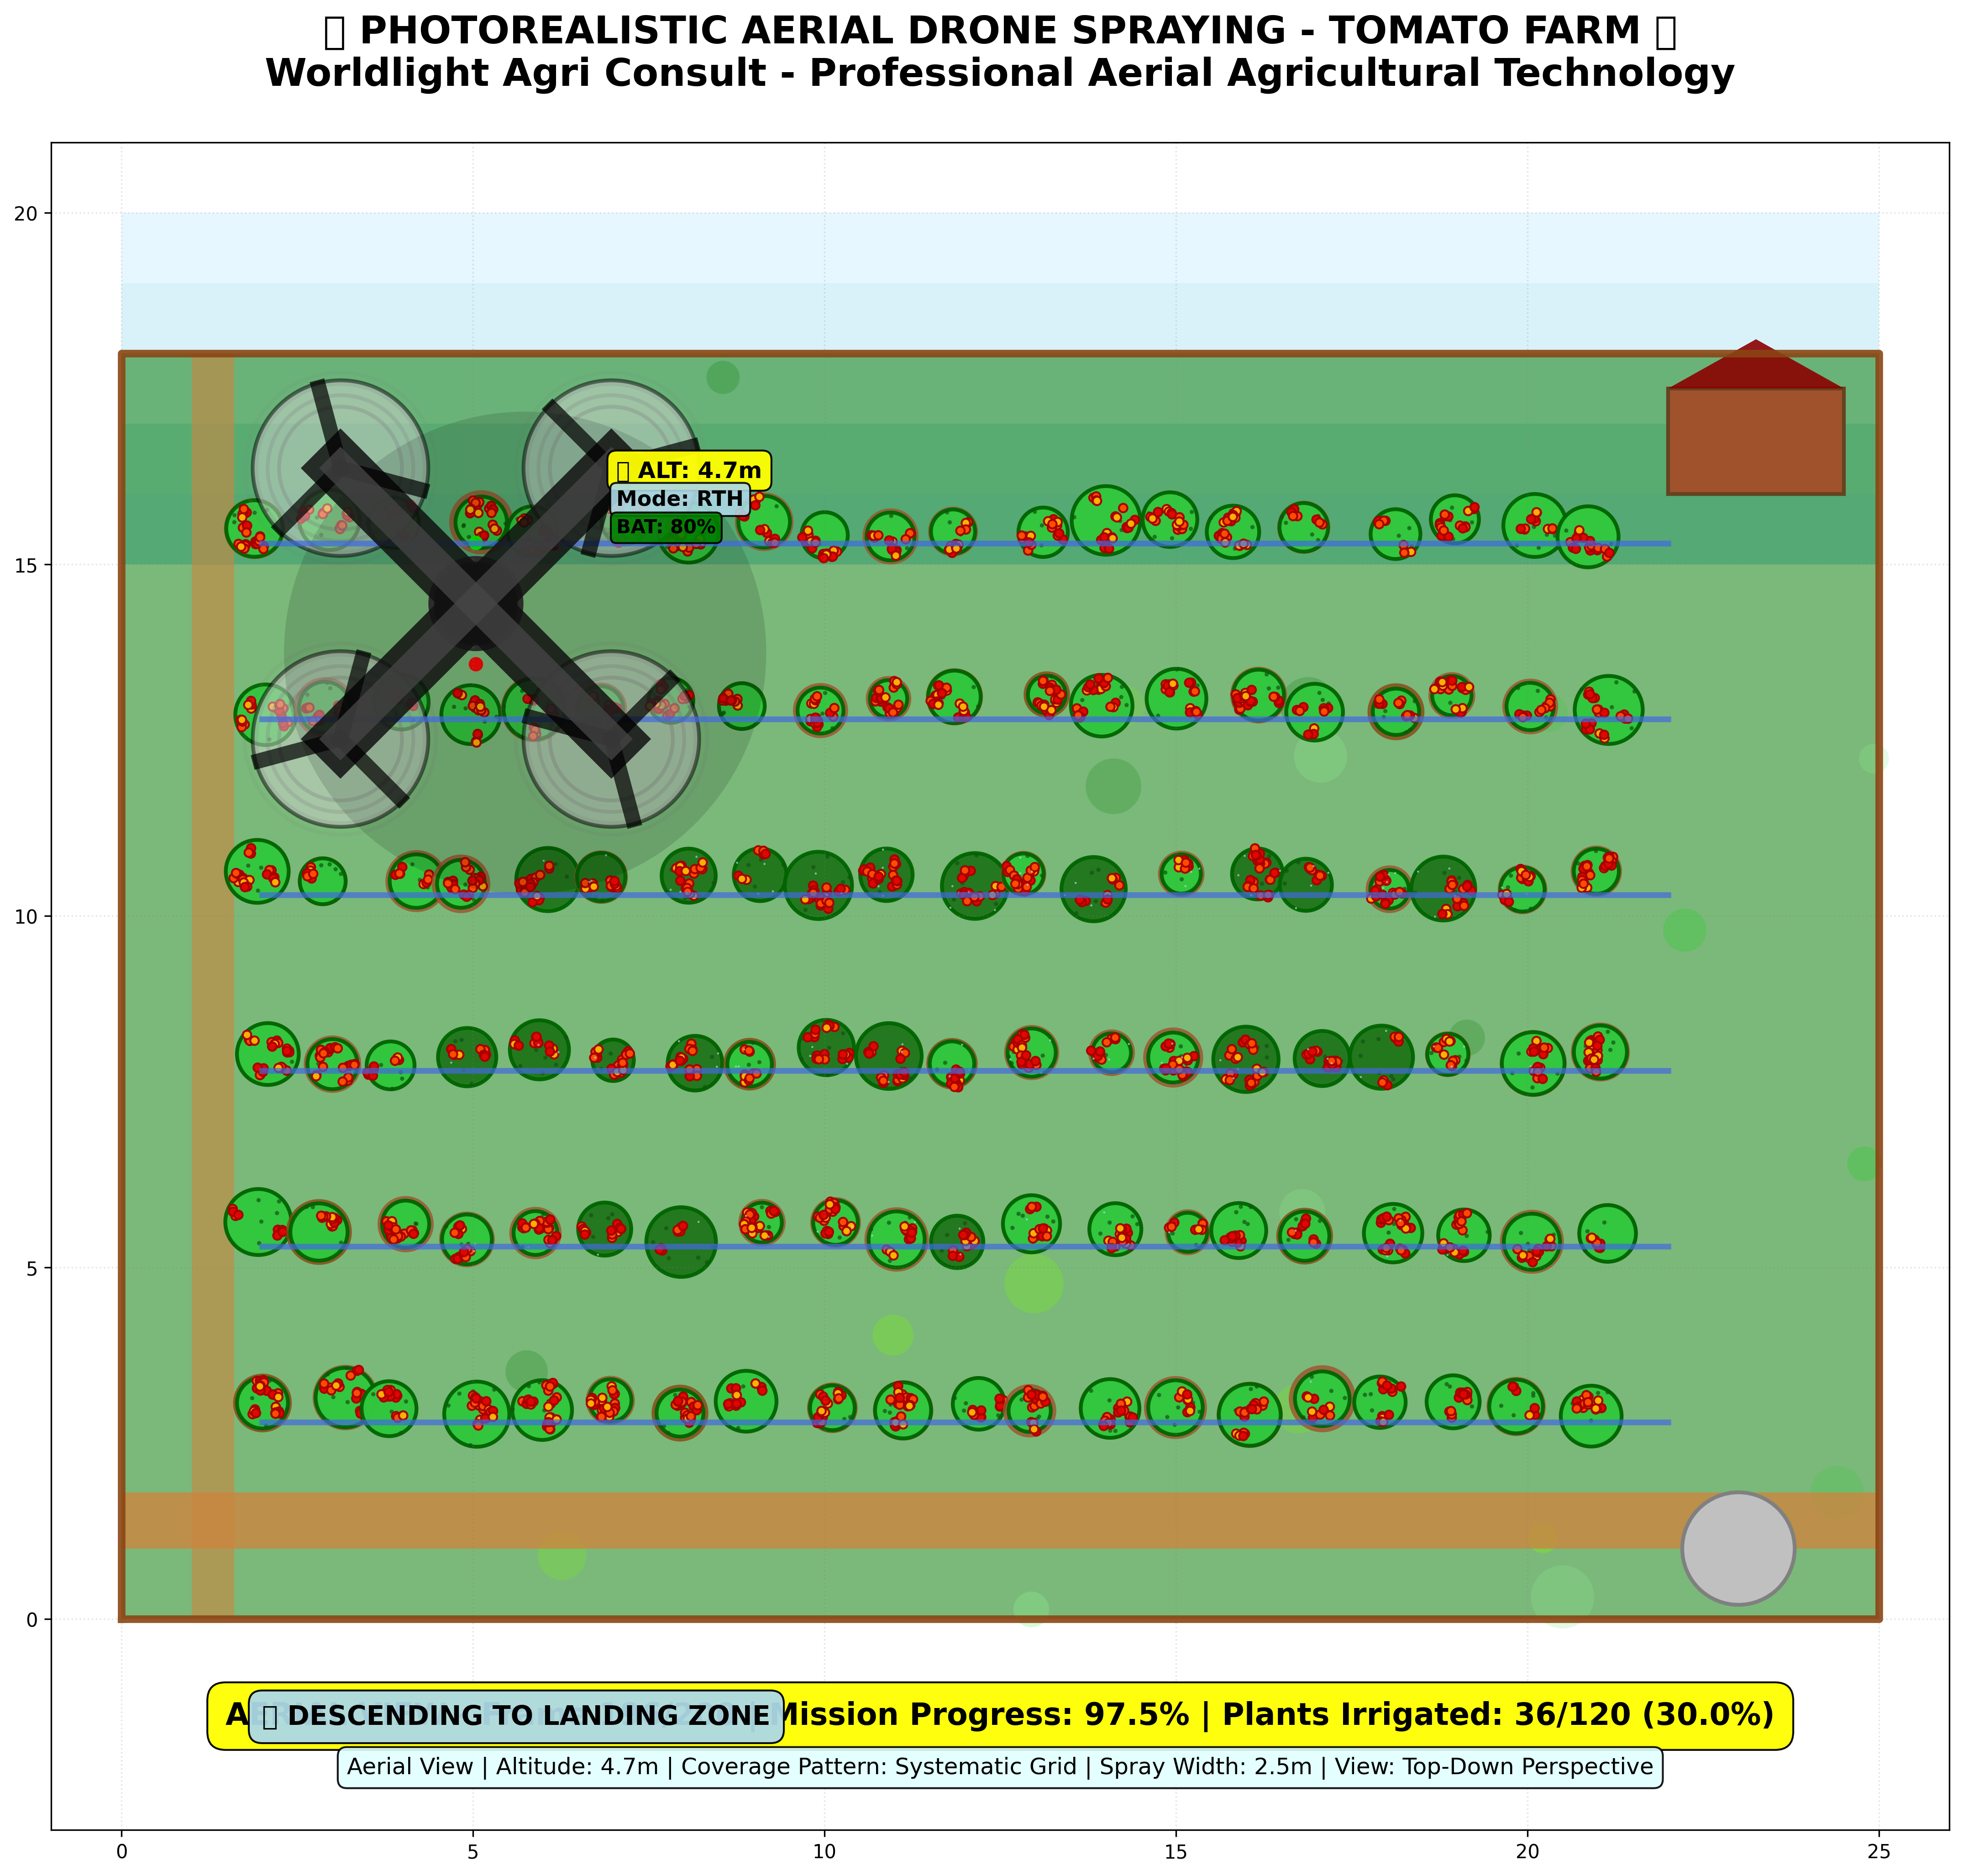 PHOTOREALISTIC AERIAL DRONE SPRAYING - TOMATO FARM
Worldlight Agri Consult - Professional Aerial Agricultural Technology
20
15
10
5
0
ALT: 4.7m
Mode: RTH
BAT: 80%
DESCENDING TO LANDING ZONE
Mission Progress: 97.5% | Plants Irrigated: 36/120 (30.0%)
Aerial View | Altitude: 4.7m | Coverage Pattern: Systematic Grid | Spray Width: 2.5m | View: Top-Down Perspective
0
5
10
15
20
25